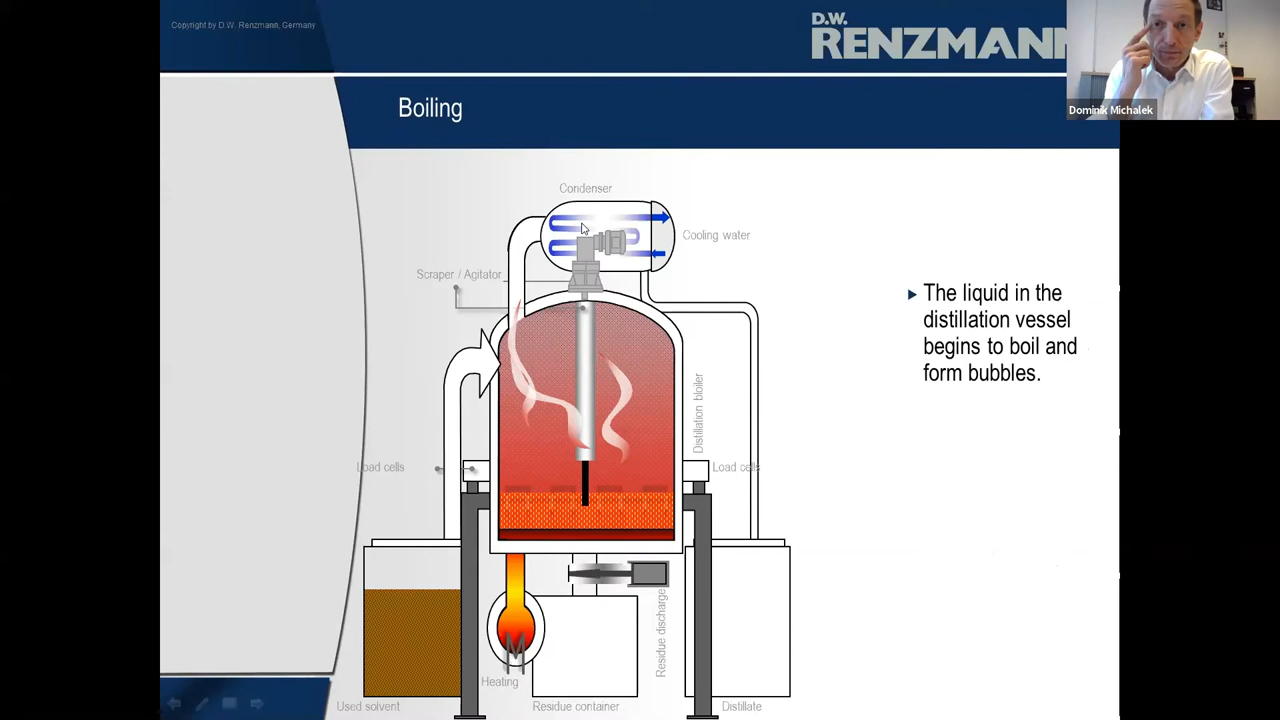 Copyright by D.W. Renzmann, Germany
D.W.
RENZMANN
Dominik Michalek
Boiling
Condenser
Cooling water
Scraper / Agitator
The liquid in the
distillation vessel
begins to boil and
form bubbles.
Distillation bloiler
Load cells
Load cells
Residue discharge
Heating
Used solvent
Residue container
Distillate